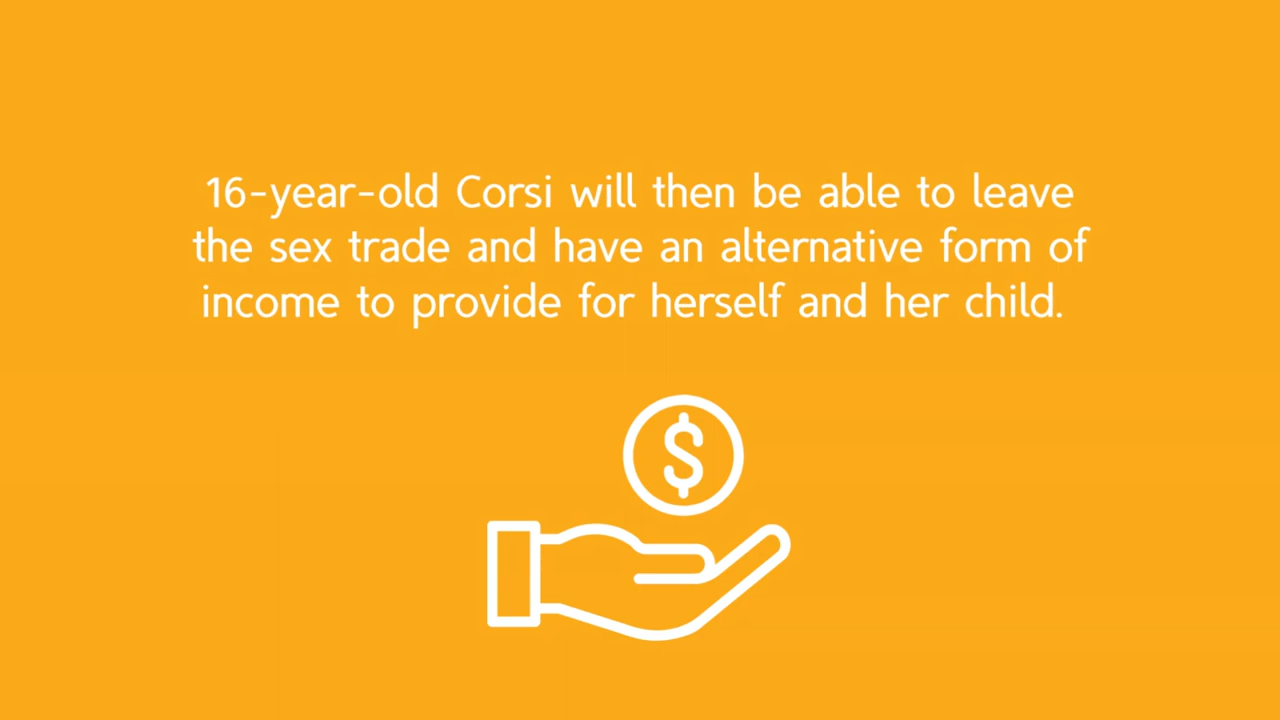 16-year-old Corsi will then be able to leave
the sex trade and have an alternative form of
income to provide for herself and her child.
$